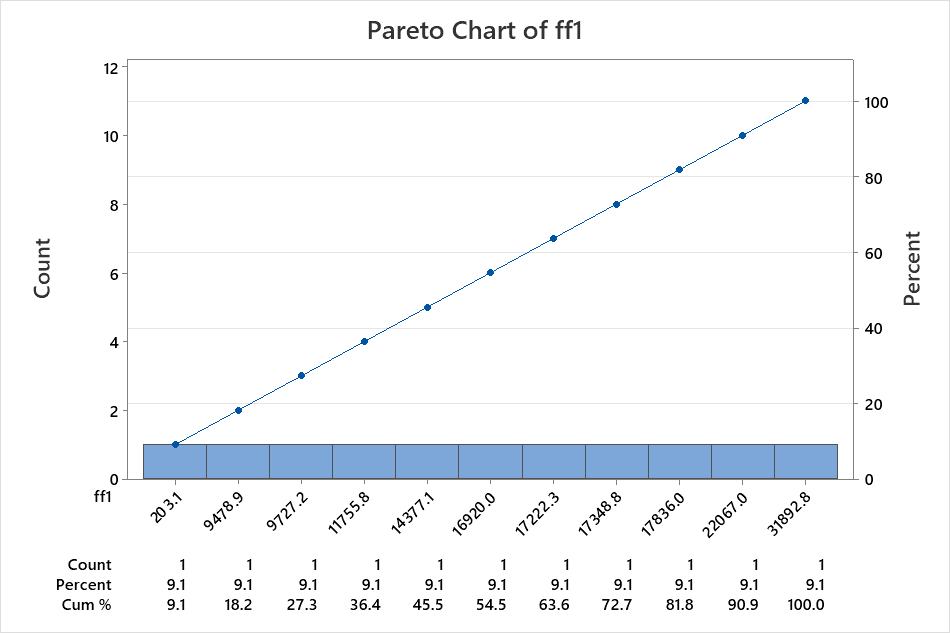 Pareto Chart of ff1
12
10
8
6
4
2
0
Count
100
80
60
40
20
0
Percent
ff1 203.1 9478.9 9727.2 11755.8 14377.1 16920.0 17222.3 17348.8 17836.0 22067.0 31892.8
Count 1 1 1 1 1 1 1 1 1 1 1
Percent 9.1 9.1 9.1 9.1 9.1 9.1 9.1 9.1 9.1 9.1 9.1
Cum % 9.1 18.2 27.3 36.4 45.5 54.5 63.6 72.7 81.8 90.9 100.0